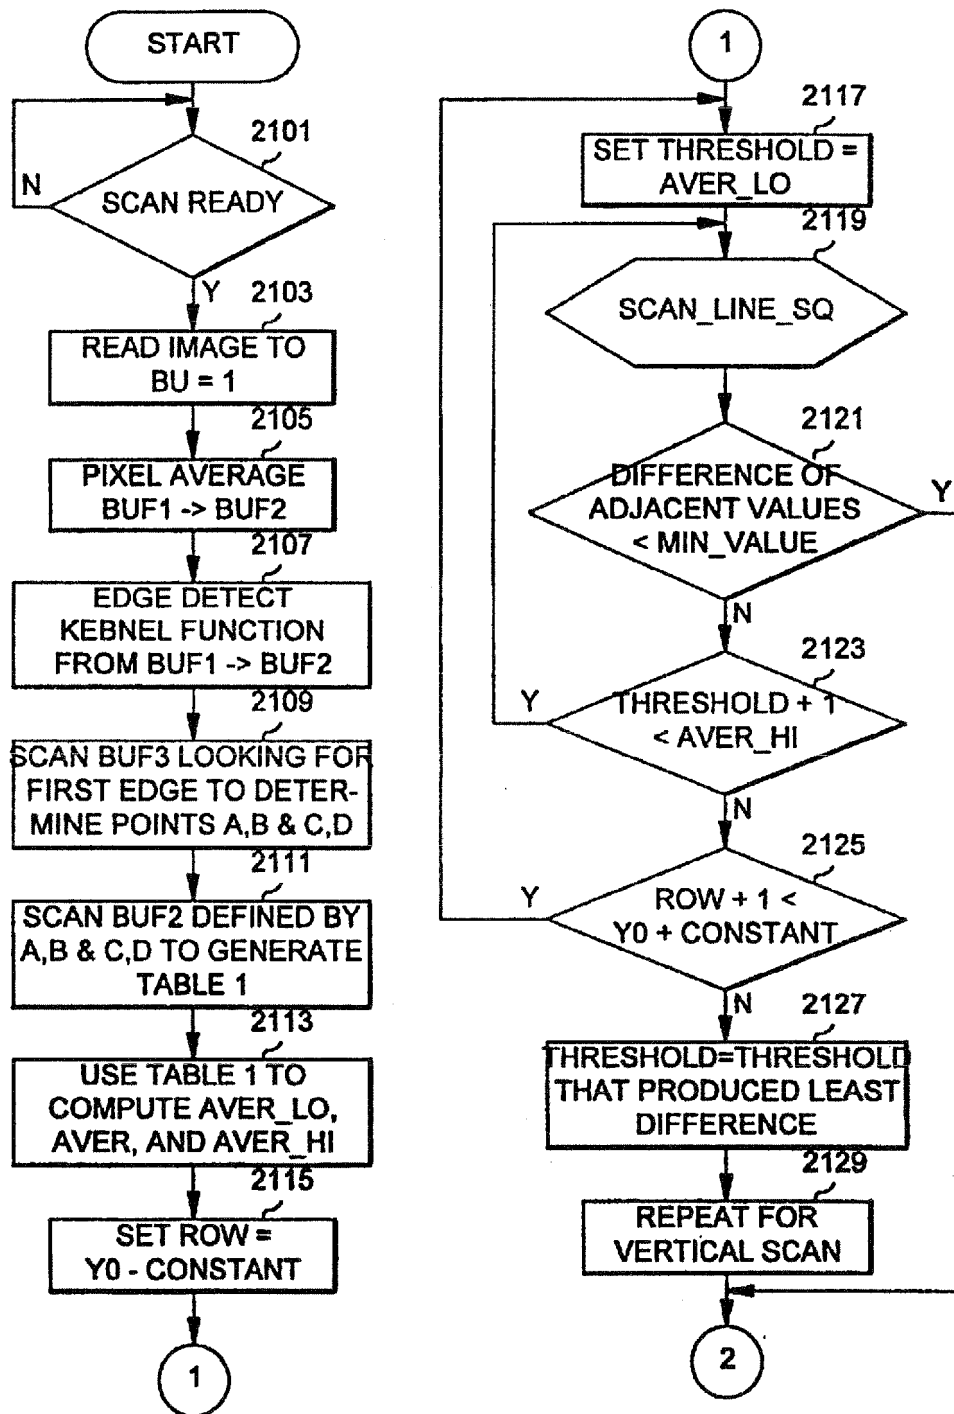 START
2101
N
SCAN READY
Y
2103
READ IMAGE TO
BU = 1
2105
PIXEL AVERAGE
BUF1 -> BUF2
2107
EDGE DETECT
KEBNEL FUNCTION
FROM BUF1 -> BUF2
2109
SCAN BUF3 LOOKING FOR
FIRST EDGE TO DETER-
MINE POINTS A,B & C,D
2111
SCAN BUF2 DEFINED BY
A,B & C,D TO GENERATE
TABLE 1
2113
USE TABLE 1 TO
COMPUTE AVER_LO,
AVER, AND AVER_HI
2115
SET ROW =
Y0 - CONSTANT
1
1
2117
SET THRESHOLD =
AVER_LO
2119
SCAN_LINE_SQ
2121
DIFFERENCE OF
ADJACENT VALUES
< MIN_VALUE
Y
N
2123
Y
THRESHOLD + 1
< AVER_HI
N
2125
Y
ROW + 1 <
Y0 + CONSTANT
N
2127
THRESHOLD=THRESHOLD
THAT PRODUCED LEAST
DIFFERENCE
2129
REPEAT FOR
VERTICAL SCAN
2